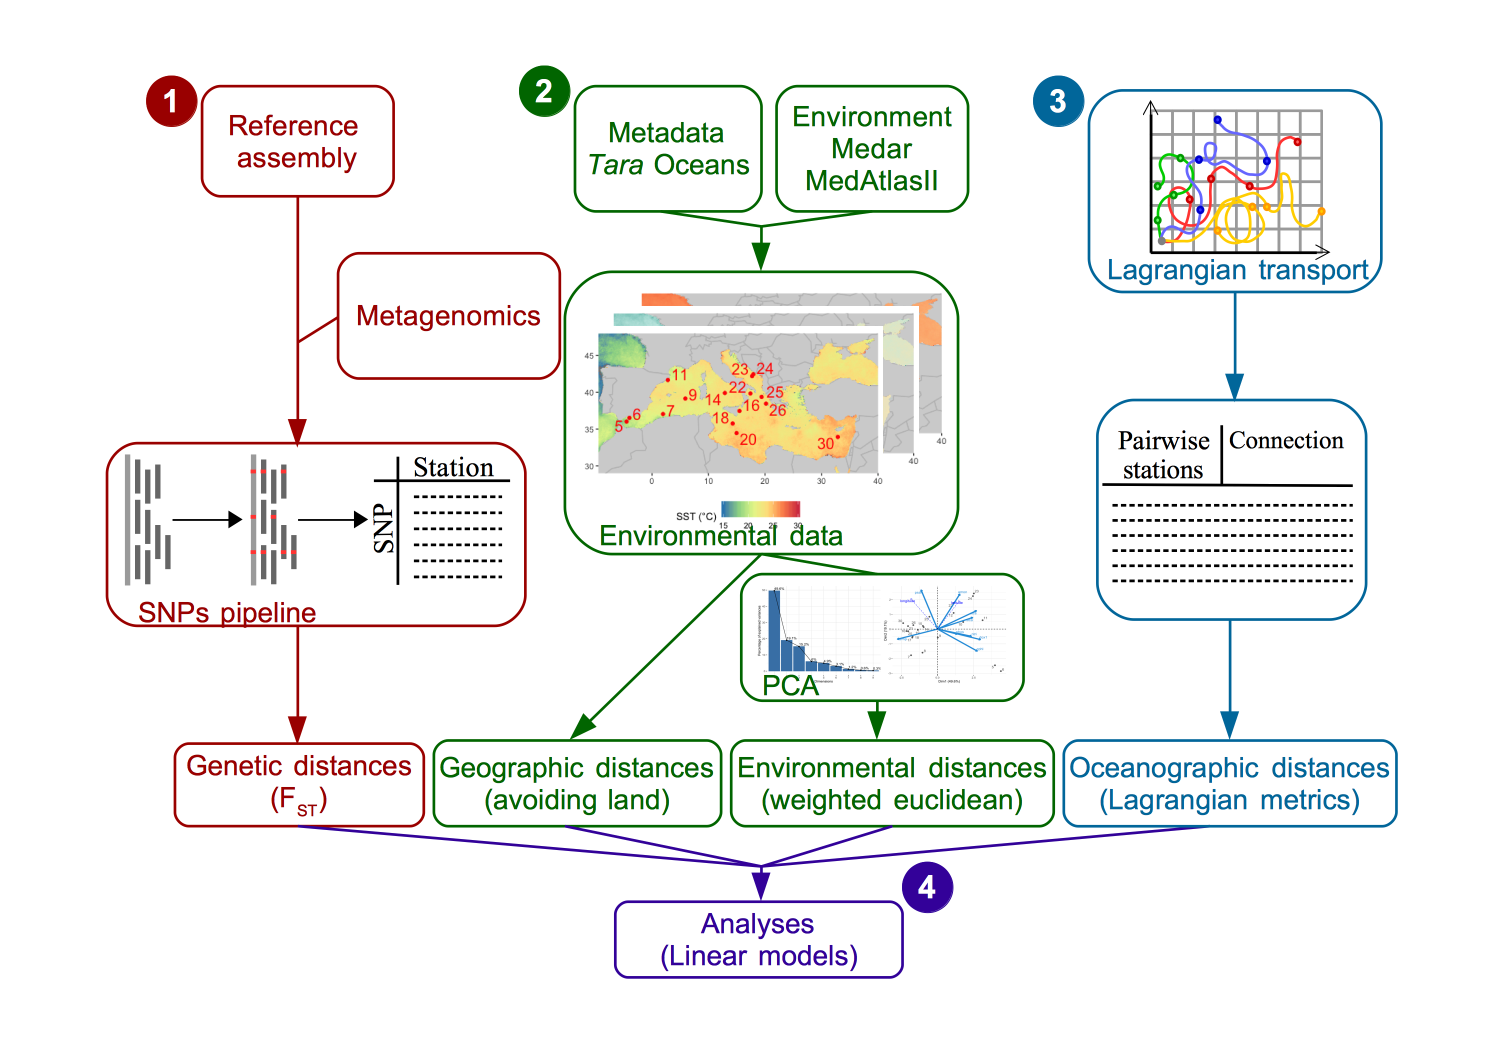 1
Reference
assembly
Metagenomics
Station
SNP
SNPs pipeline
Genetic distances
(FST)
2
Metadata
Tara Oceans
Environment
Medar
MedAtlasII
45
40
35
30
0
10
20
30
40
40
40
5
6
7
9
11
14
16
18
20
22
23
24
25
26
30
SST (°C)
15
20
25
30
Environmental data
PCA
Geographic distances
(avoiding land)
Environmental distances
(weighted euclidean)
3
Lagrangian transport
Pairwise
stations
Connection
Oceanographic distances
(Lagrangian metrics)
4
Analyses
(Linear models)